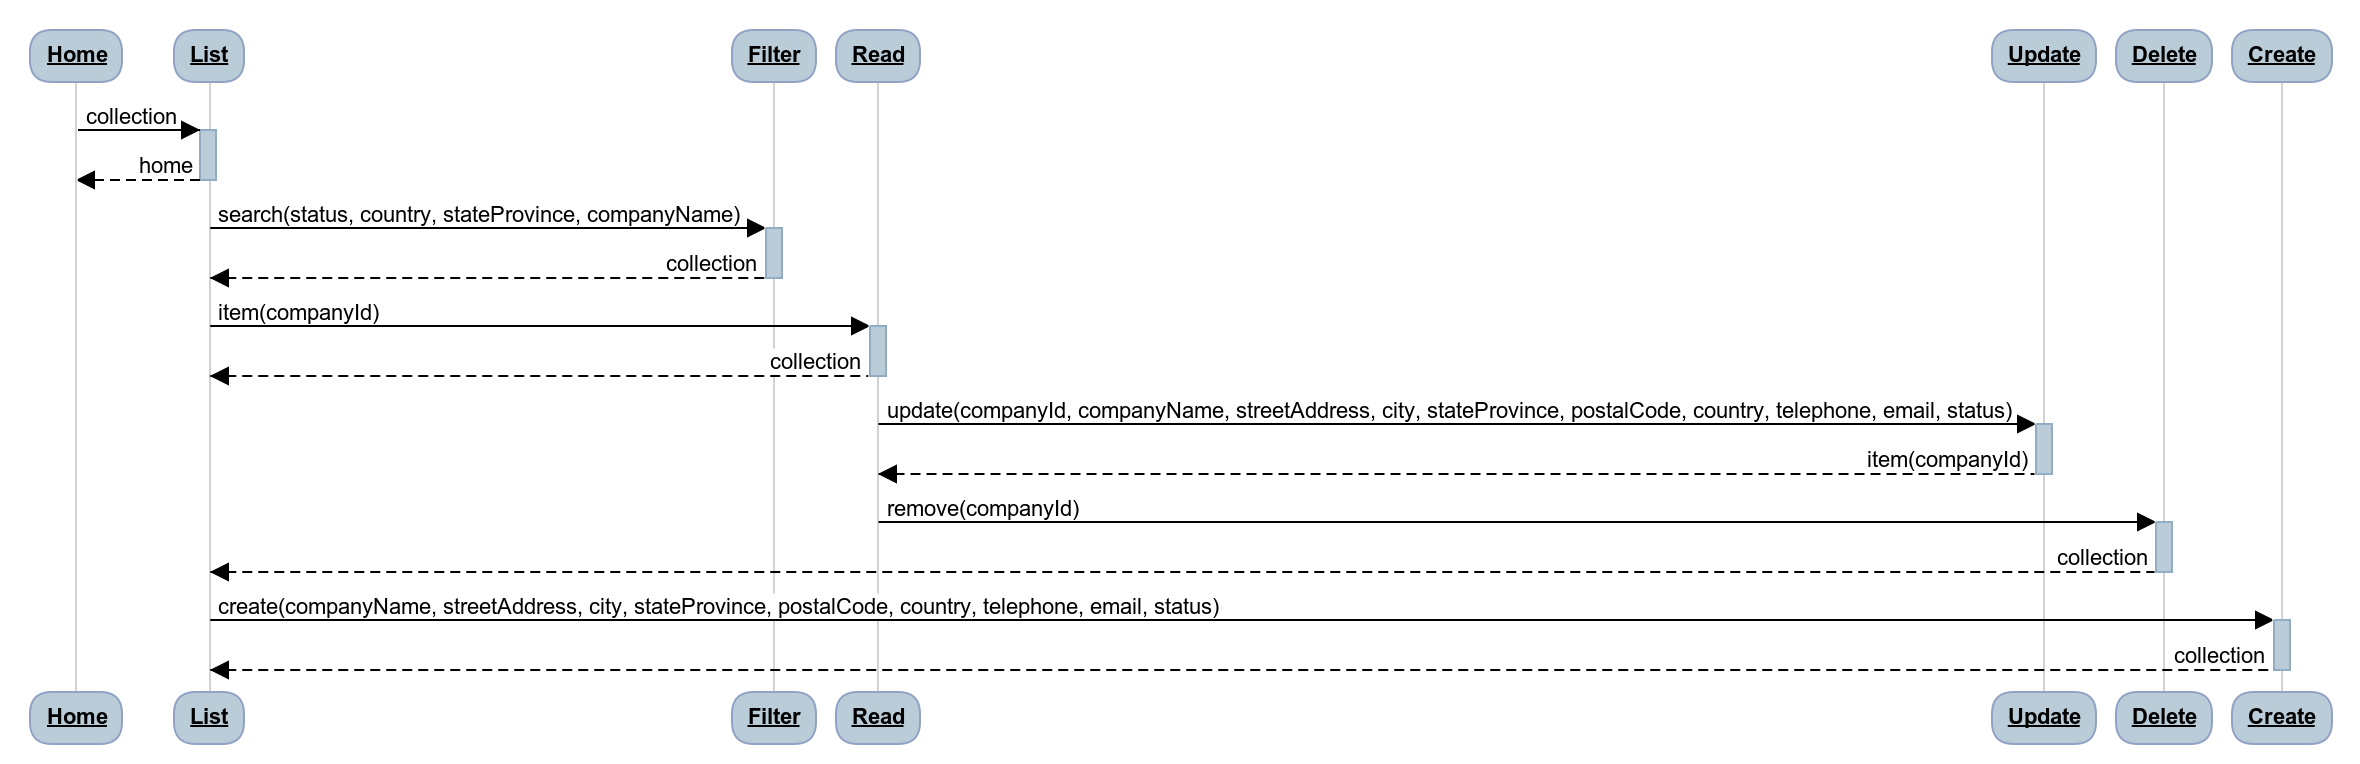 Home List Filter Read Update Delete Create
collection
home
search(status, country, stateProvince, companyName)
collection
item(companyId)
collection
update(companyId, companyName, streetAddress, city, stateProvince, postalCode, country, telephone, email, status)
item(companyId)
remove(companyId)
collection
create(companyName, streetAddress, city, stateProvince, postalCode, country, telephone, email, status)
collection
Home List Filter Read Update Delete Create